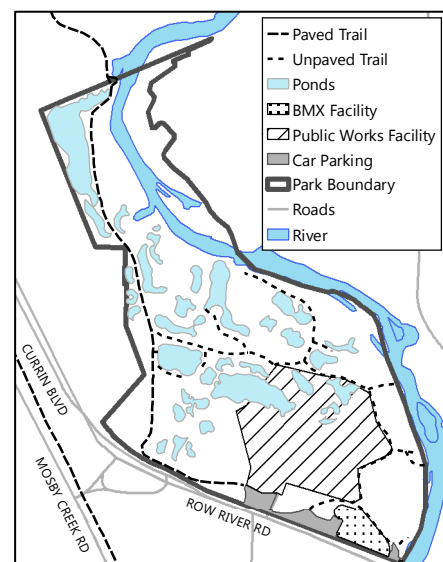 Paved Trail
Unpaved Trail
Ponds
BMX Facility
Public Works Facility
Car Parking
Park Boundary
Roads
River
CURRIN BLVD
MOSBY CREEK RD
ROW RIVER RD